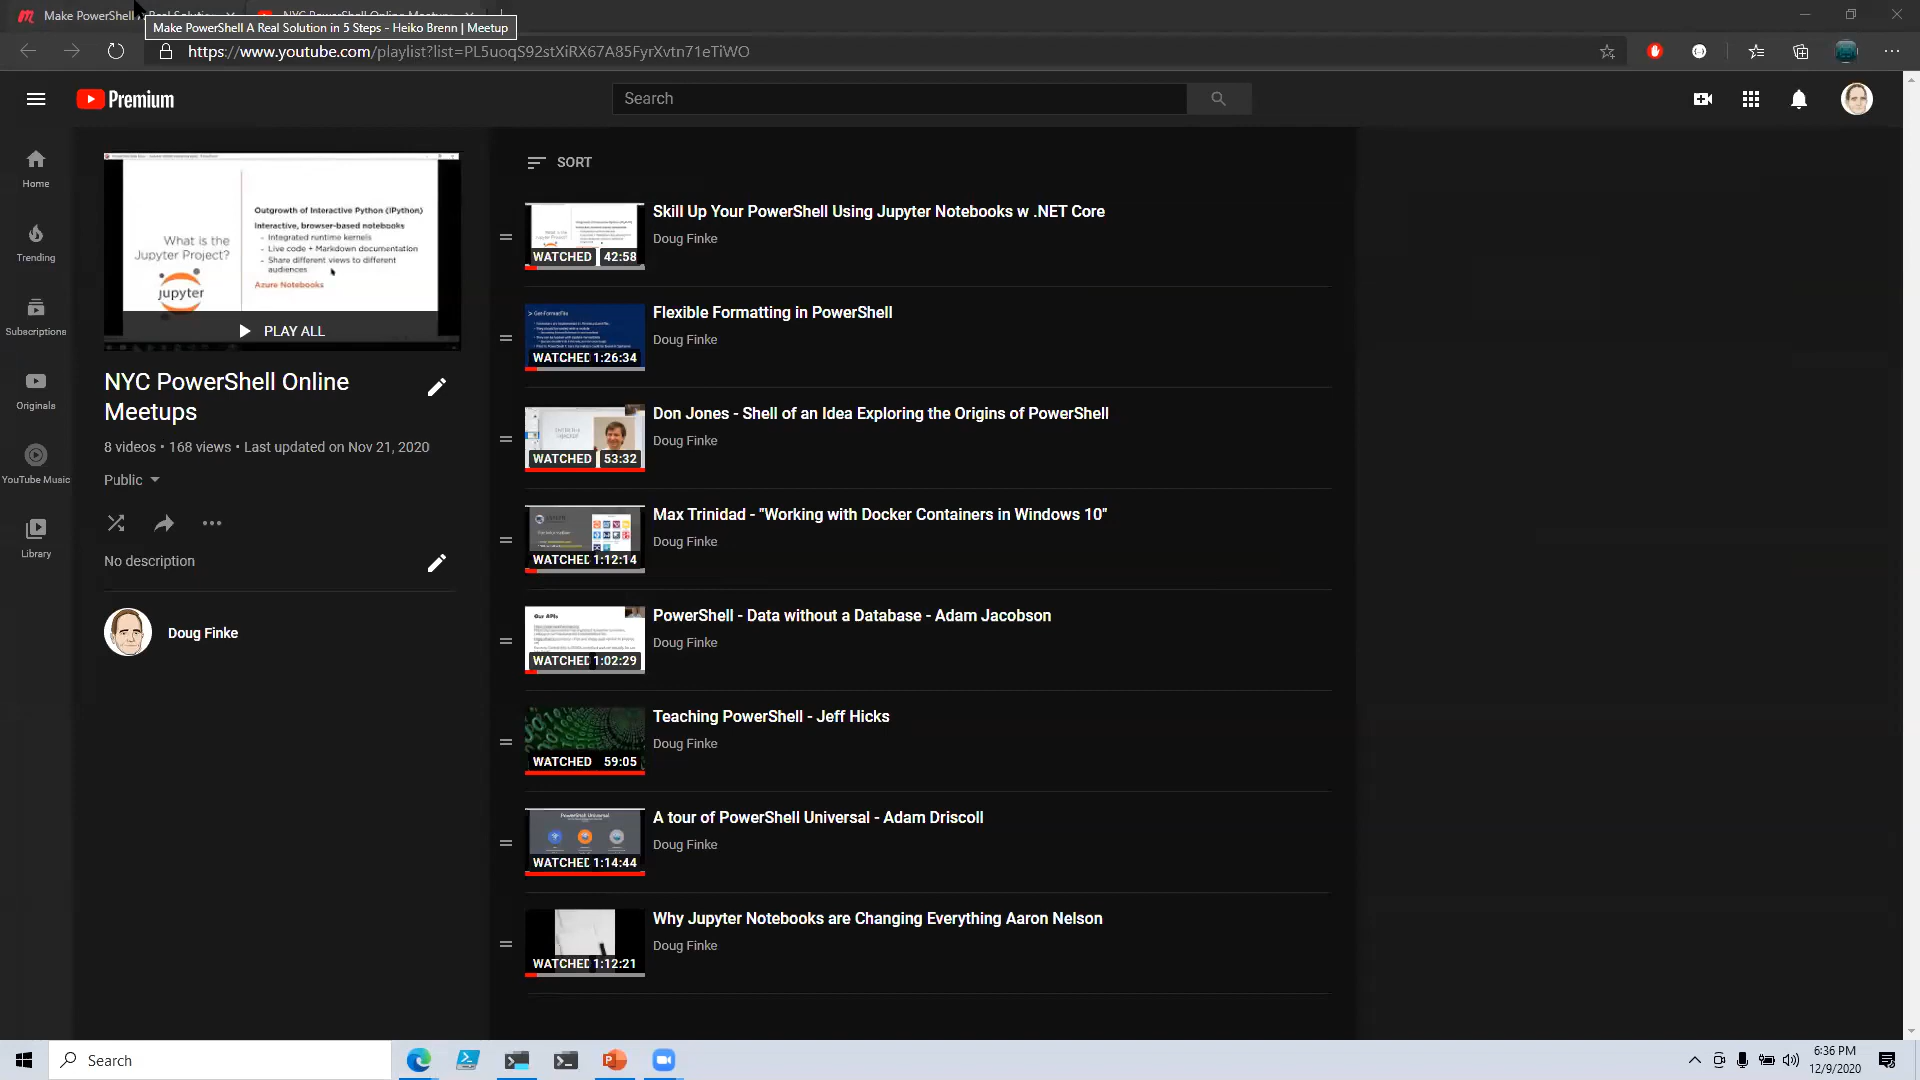 Make PowerShell A Real Solution in 5 Steps - Heiko Brenn | Meetup
https://www.youtube.com/playlist?list=PL5uoqS92stXiRX67A85FyrXvtn71eTiWO
Premium
Search
Home
Trending
Subscriptions
Originals
YouTube Music
Library
What is the
Jupyter Project?
jupyter
Outgrowth of Interactive Python (IPython)
Interactive, browser-based notebooks
- Integrated runtime kernels
- Live code + Markdown documentation
- Share different views to different
audiences
Azure Notebooks
PLAY ALL
NYC PowerShell Online
Meetups
8 videos • 168 views • Last updated on Nov 21, 2020
Public
No description
Doug Finke
SORT
Skill Up Your PowerShell Using Jupyter Notebooks w .NET Core
Doug Finke
WATCHED 42:58
Flexible Formatting in PowerShell
Doug Finke
WATCHED 1:26:34
Don Jones - Shell of an Idea Exploring the Origins of PowerShell
Doug Finke
WATCHED 53:32
Max Trinidad - "Working with Docker Containers in Windows 10"
Doug Finke
WATCHED 1:12:14
PowerShell - Data without a Database - Adam Jacobson
Doug Finke
Our APIs
WATCHED 1:02:29
Teaching PowerShell - Jeff Hicks
Doug Finke
WATCHED 59:05
A tour of PowerShell Universal - Adam Driscoll
Doug Finke
PowerShell Universal
WATCHED 1:14:44
Why Jupyter Notebooks are Changing Everything Aaron Nelson
Doug Finke
WATCHED 1:12:21
Search
6:36 PM
12/9/2020